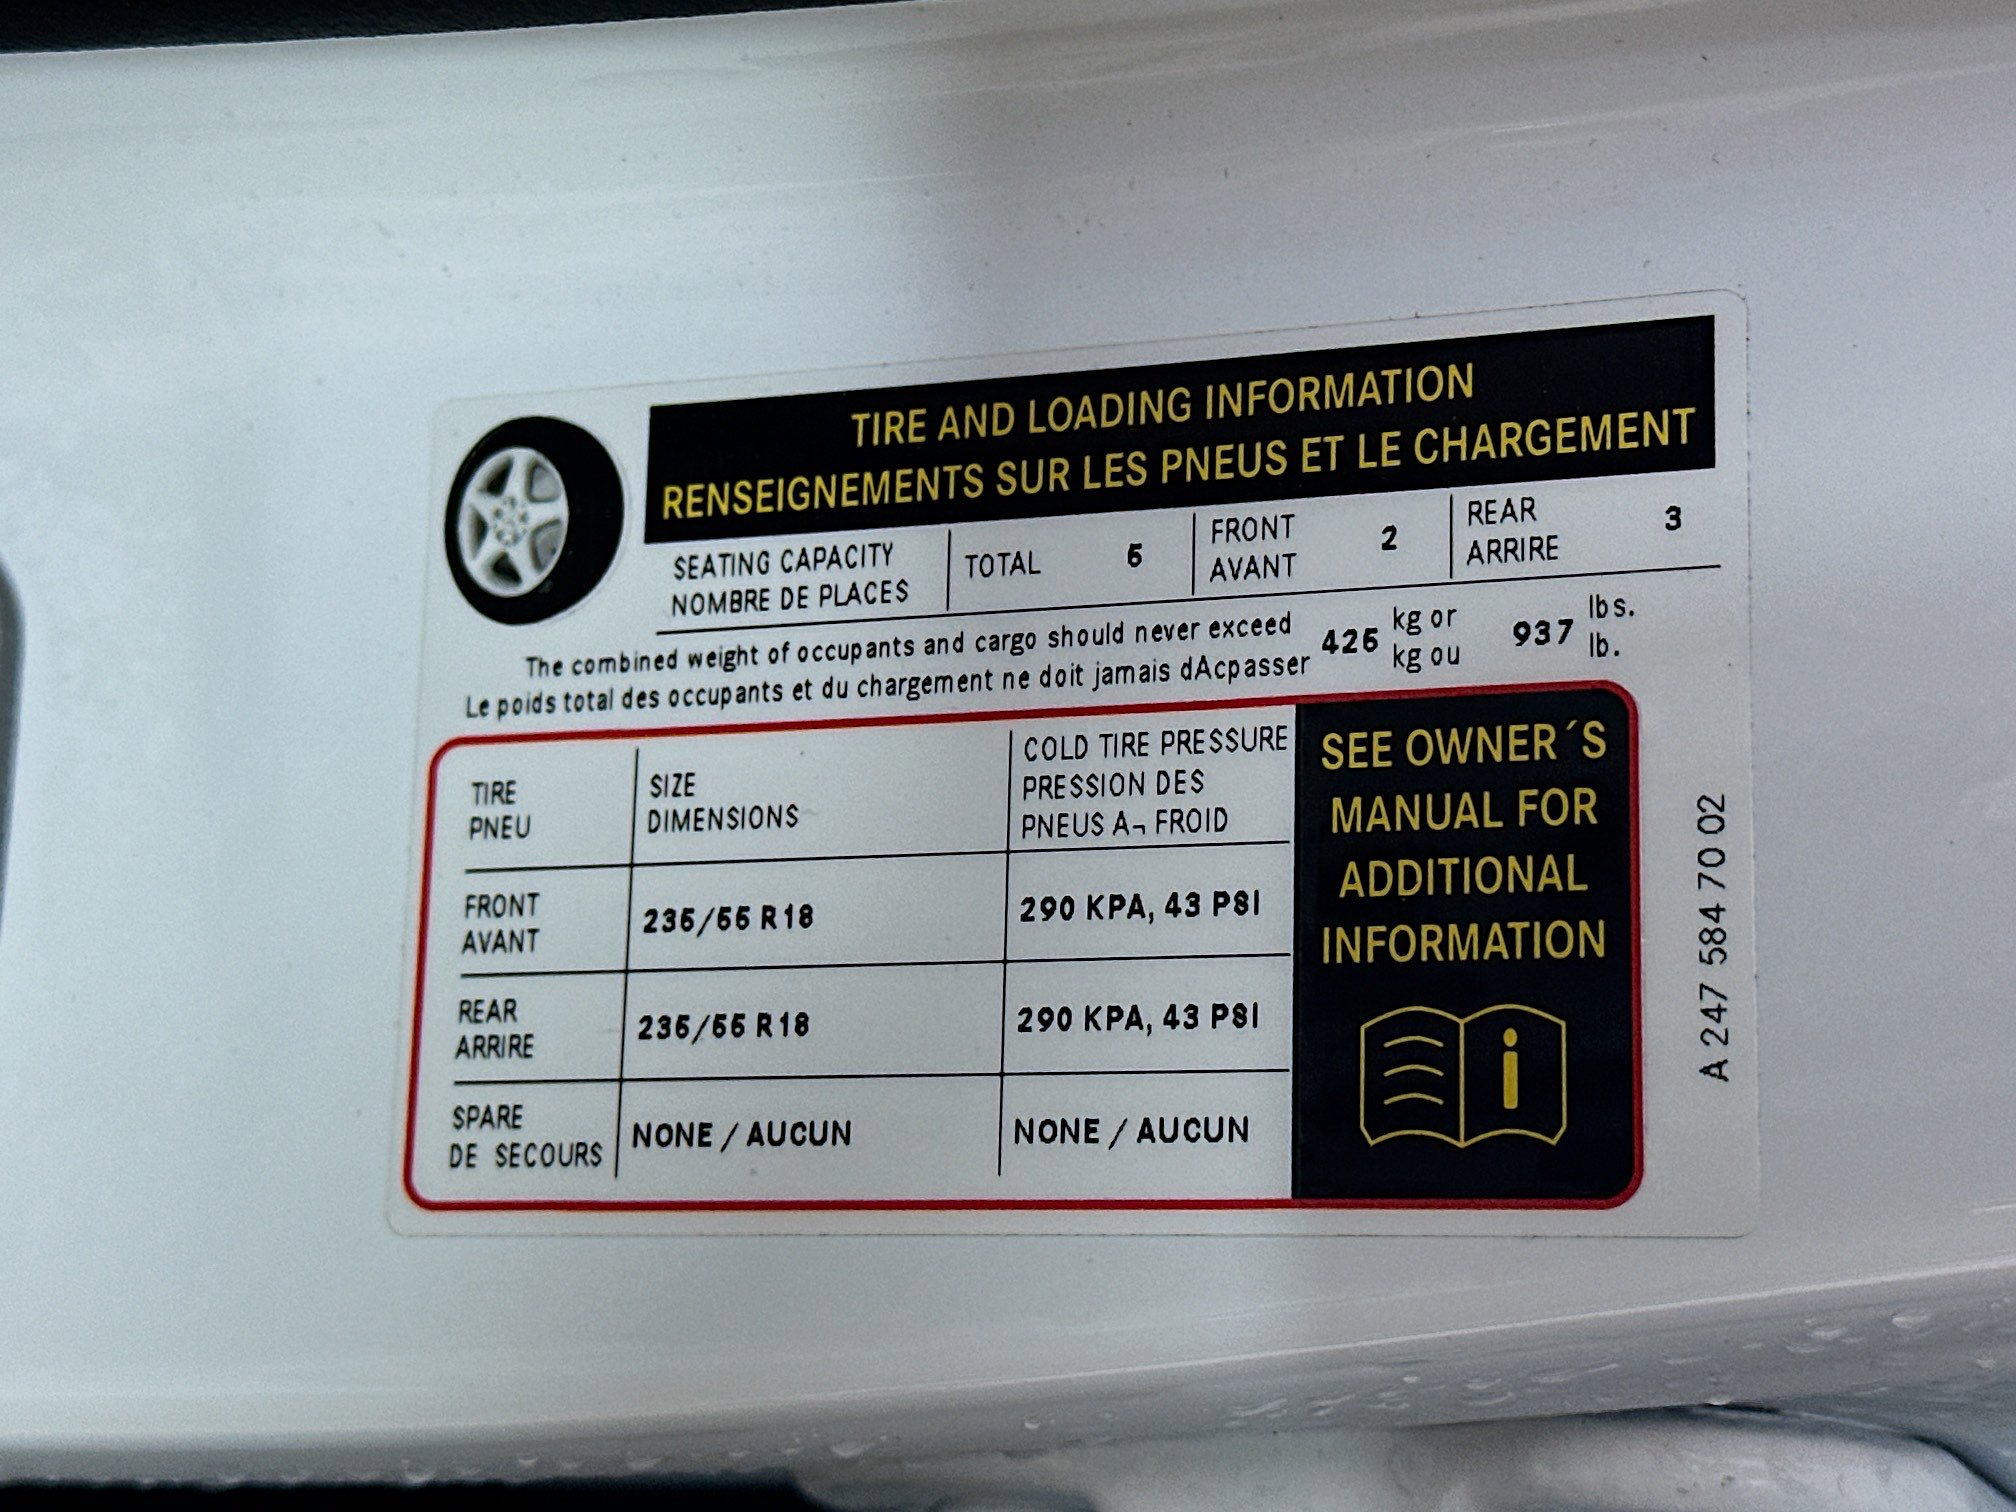 TIRE AND LOADING INFORMATION
RENSEIGNEMENTS SUR LES PNEUS ET LE CHARGEMENT
SEATING CAPACITY
NOMBRE DE PLACES
TOTAL 5
FRONT
AVANT
2
REAR
ARRIRE
3
The combined weight of occupants and cargo should never exceed
Le poids total des occupants et du chargement ne doit jamais dAcpasser
425
kg or
kg ou
937
lbs.
lb.
TIRE
PNEU
SIZE
DIMENSIONS
COLD TIRE PRESSURE
PRESSION DES
PNEUS A¬ FROID
FRONT
AVANT
235/55 R18
290 KPA, 43 PSI
REAR
ARRIRE
235/55 R18
290 KPA, 43 PSI
SPARE
DE SECOURS
NONE / AUCUN
NONE / AUCUN
SEE OWNER´S
MANUAL FOR
ADDITIONAL
INFORMATION
i
A 247 584 70 02